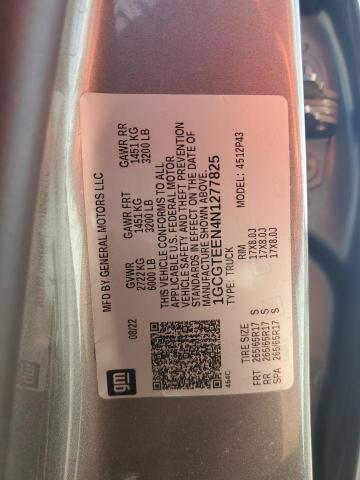 MFD BY GENERAL MOTORS LLC
08/22 GVWR GAWR FRT GAWR RR
2722KG 1451 KG 1451 KG
6000 LB 3200 LB 3200 LB
THIS VEHICLE CONFORMS TO ALL
APPLICABLE U.S. FEDERAL MOTOR
VEHICLE SAFETY AND THEFT PREVENTION
STANDARDS IN EFFECT ON THE DATE OF
MANUFACTURE SHOWN ABOVE.
1GCGTEEN4N1277825
TYPE: TRUCK MODEL: 4512P43
gm
464C
TIRE SIZE RIM
FRT 265/65R17 S 17X8.0J
RR 265/65R17 S 17X8.0J
SPA 265/65R17 S 17X8.0J